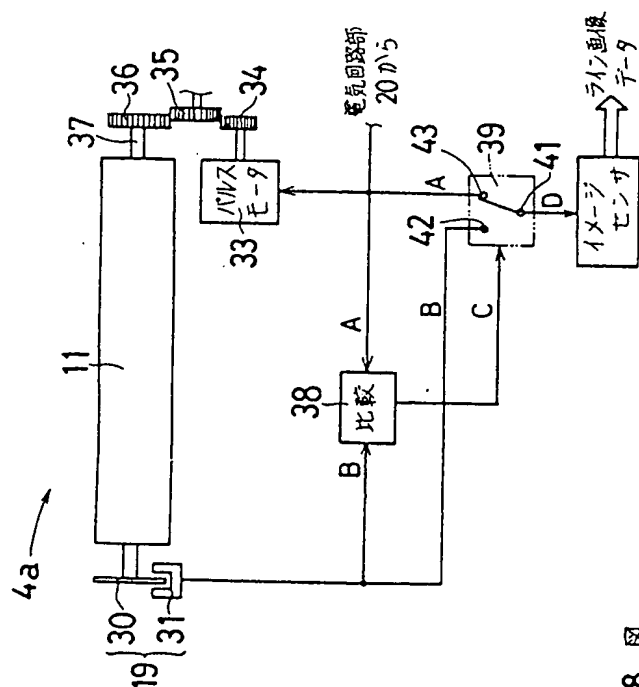 4a
11
37
36
35
34
30
31
19
パルス
モータ
33
電気回路部
20から
A
B
38
比較
A
B
C
42
43
39
41
D
イメージ
センサ
ライン画像
データ
8 図